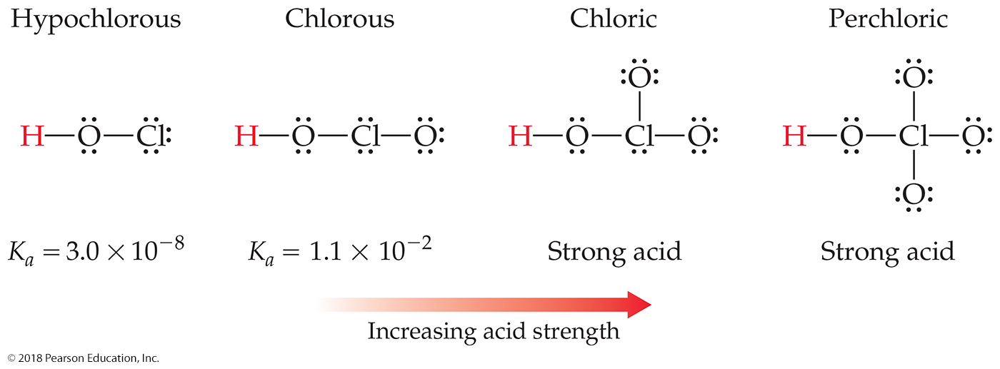 Hypochlorous Chlorous Chloric Perchloric
:Ö: :Ö:
H—Ö—Cl: H—Ö—Cl—O: H—Ö—Cl—O: H—Ö—Cl—O:
:O:
Kₐ = 3.0 × 10⁻⁸ Kₐ = 1.1 × 10⁻² Strong acid Strong acid
Increasing acid strength
© 2018 Pearson Education, Inc.